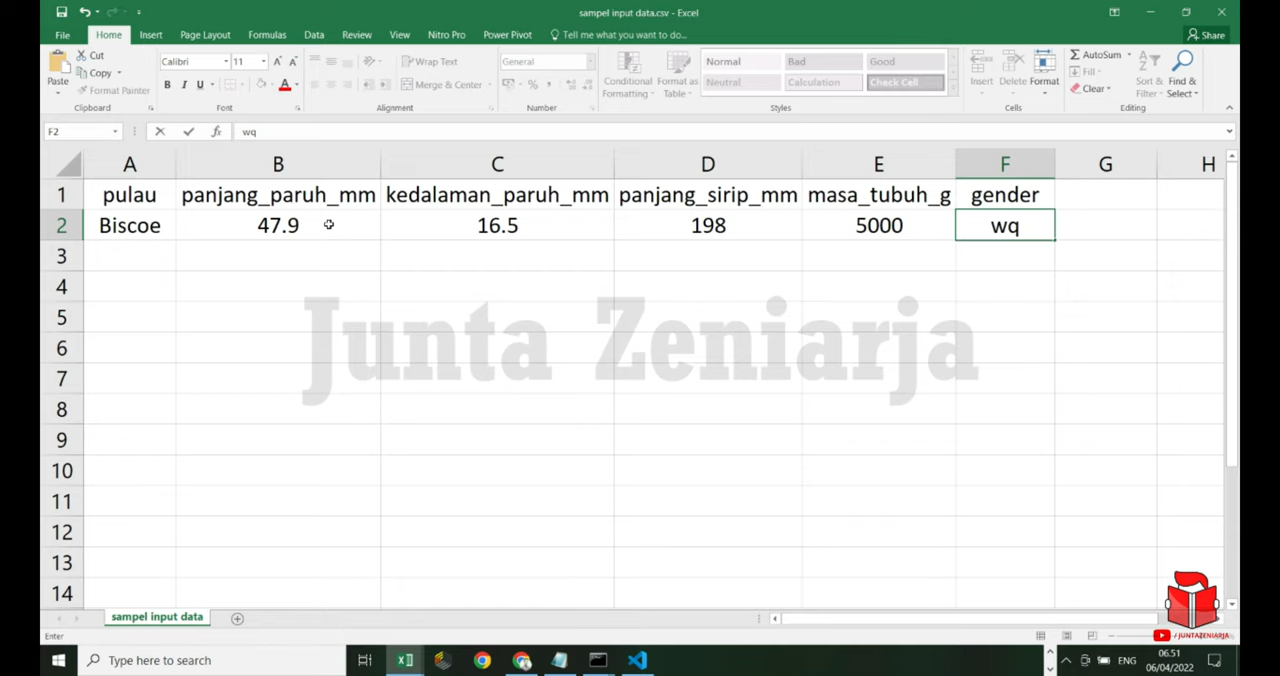 sampel input data.csv - Excel
File Home Insert Page Layout Formulas Data Review View Nitro Pro Power Pivot Tell me what you want to do... Share
Paste
Cut
Copy
Format Painter
Clipboard
Calibri 11 A A
B I U A
Font
Wrap Text
Merge & Center
Alignment
General
%
Number
Conditional Formatting
Format as Table
Normal Bad Good
Neutral Calculation Check Cell
Styles
Insert Delete Format
Cells
AutoSum
Fill
Clear
Sort & Filter
Find & Select
Editing
F2 fx wq
A B C D E F G H
1 pulau panjang_paruh_mm kedalaman_paruh_mm panjang_sirip_mm masa_tubuh_g gender
2 Biscoe 47.9 16.5 198 5000 wq
3
4
5
6
7
8
9
10
11
12
13
14
Junta Zeniarja
sampel input data
Enter
/JUNTAZENIARJA
Type here to search
ENG
06.51
06/04/2022